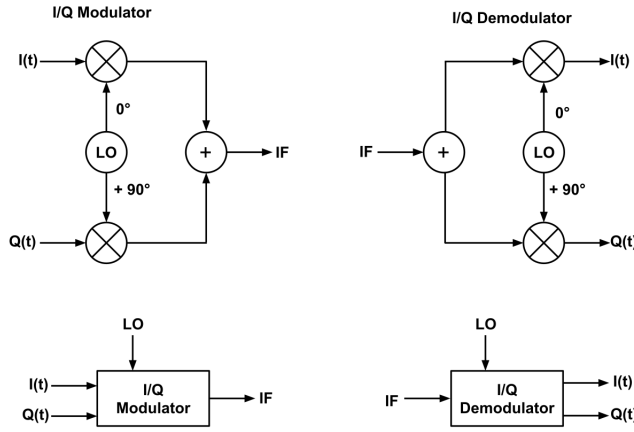 I/Q Modulator
I(t)
0°
LO
+
IF
+ 90°
Q(t)
I/Q Demodulator
I(t)
0°
IF
+
LO
+ 90°
Q(t)
LO
I(t)
Q(t)
I/Q
Modulator
IF
LO
IF
I/Q
Demodulator
I(t)
Q(t)